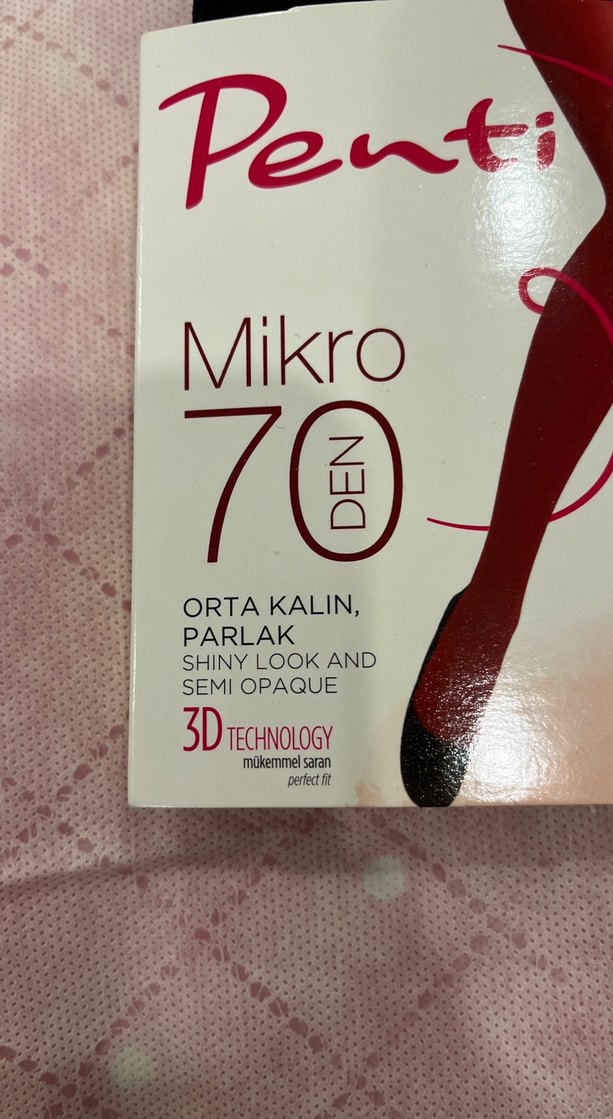 Penti
Mikro
70 DEN
ORTA KALIN,
PARLAK
SHINY LOOK AND
SEMI OPAQUE
3D TECHNOLOGY
mükemmel saran
perfect fit